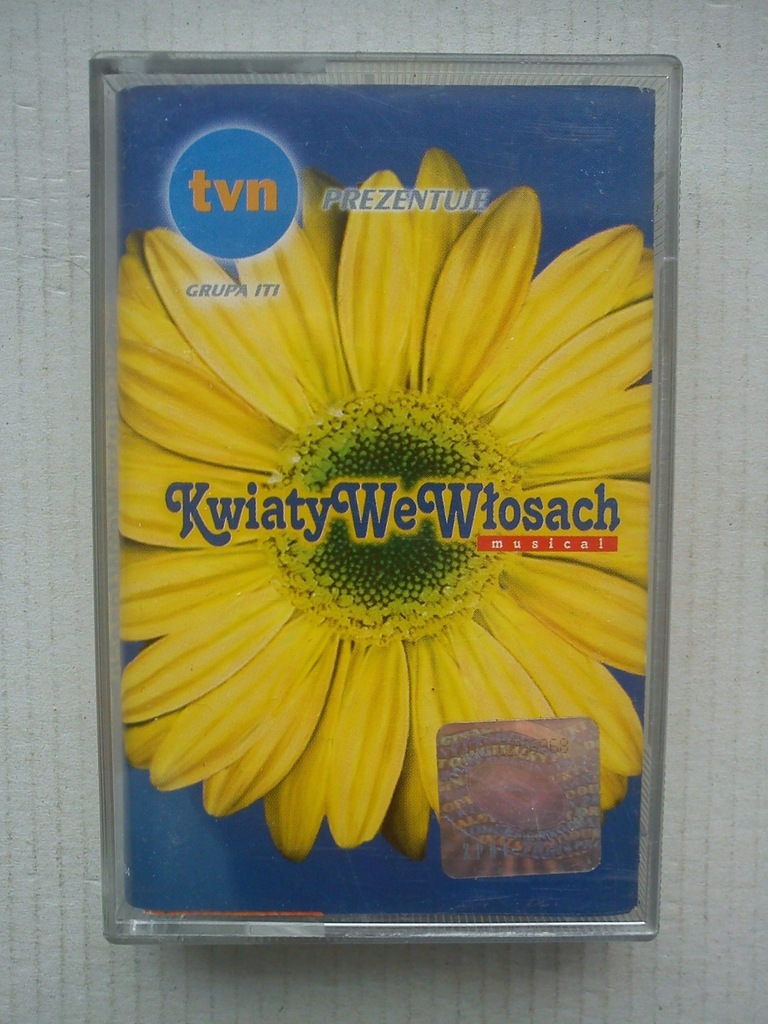 tvn
PREZENTUJE
GRUPA ITI
KwiatyWeWłosach
musical